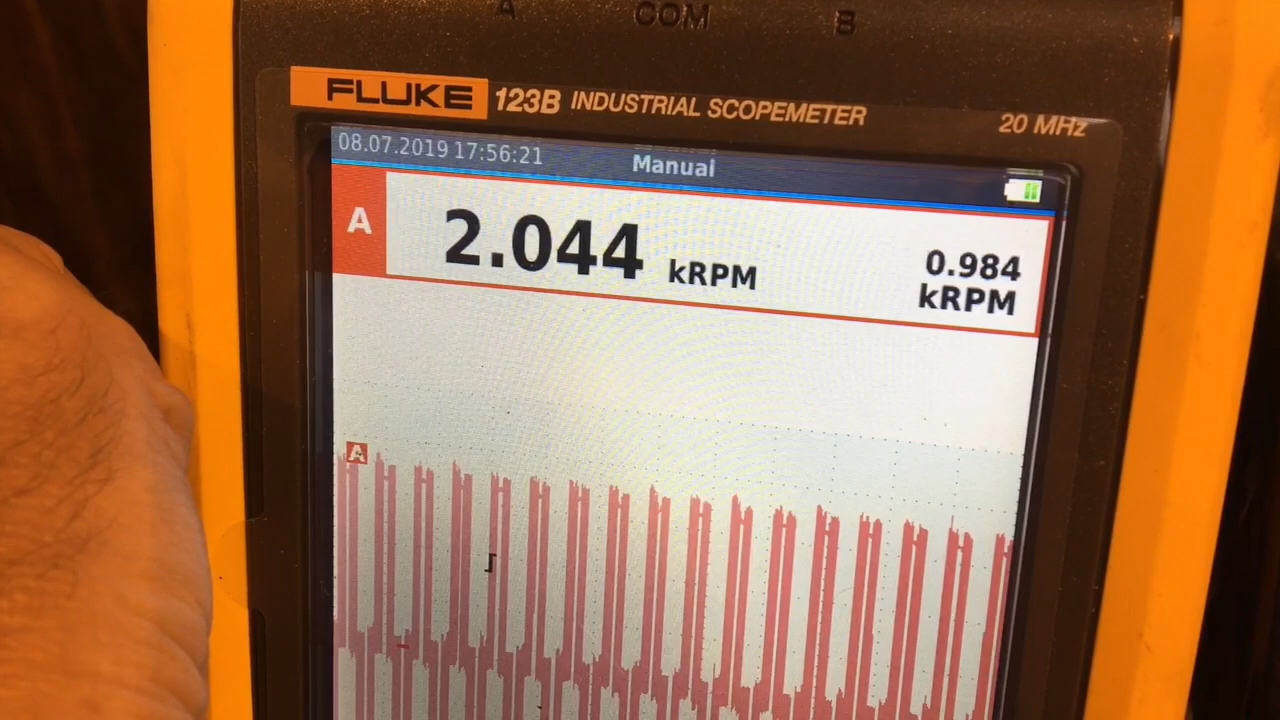 A COM B
FLUKE 123B INDUSTRIAL SCOPEMETER 20 MHz
08.07.2019 17:56:21 Manual
A 2.044 kRPM 0.984
kRPM
A